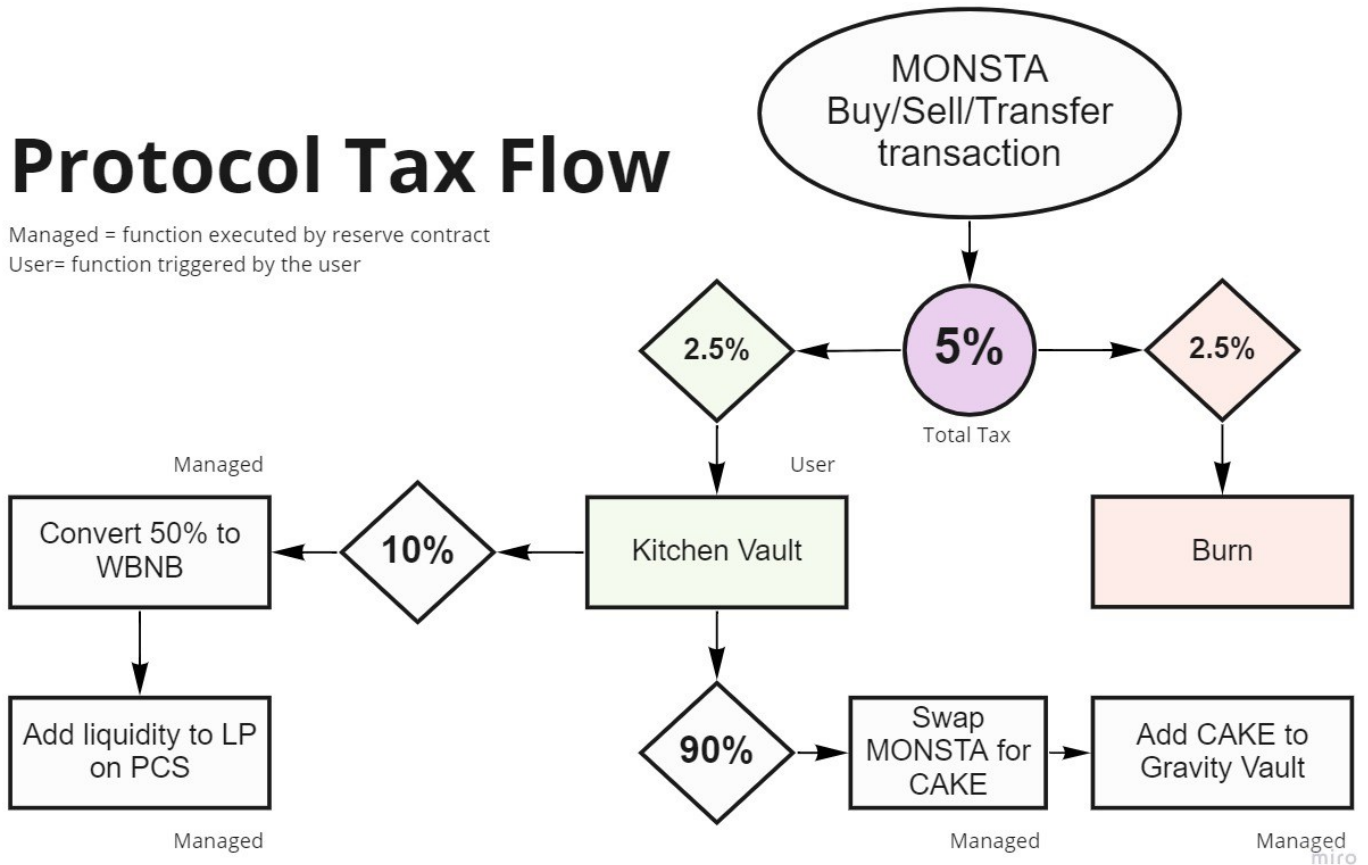 MONSTA
Buy/Sell/Transfer
transaction
Protocol Tax Flow
Managed = function executed by reserve contract
User= function triggered by the user
2.5%
5%
2.5%
Total Tax
Managed
User
Convert 50% to
WBNB
10%
Kitchen Vault
Burn
Add liquidity to LP
on PCS
90%
Swap
MONSTA for
CAKE
Add CAKE to
Gravity Vault
Managed
Managed
Managed
miro